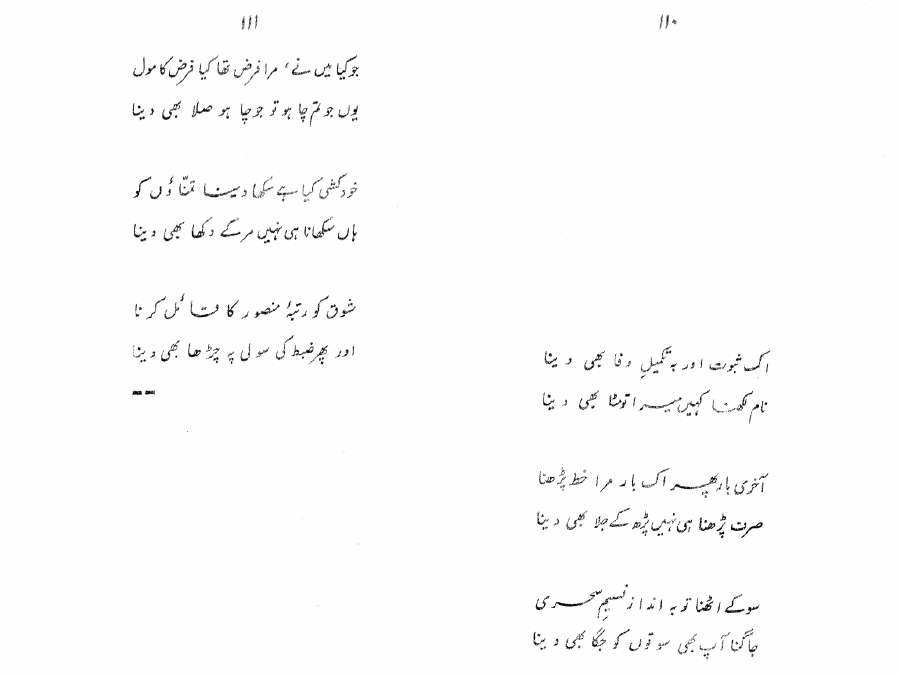 ۱۱۰
اک ثبوت اور بہ تکمیلِ وفا بھی دینا
نام لکھنا کہیں میرا تو مٹا بھی دینا
آخری بار پھر اک بار مرا خط پڑھنا
صرف پڑھنا ہی نہیں پڑھ کے جلا بھی دینا
سو کے اٹھنا تو بہ اندازِ نسیمِ سحری
جاگنا آپ بھی سوتوں کو جگا بھی دینا
۱۱۱
جو کیا میں نے، مرا فرض تھا کیا فرض کا مول
یوں جو تم چاہو تو جو چاہو صلا بھی دینا
خودکشی کیا ہے سکھا دینا تمنّاؤں کو
ہاں سکھانا ہی نہیں مر کے دکھا بھی دینا
شوق کو رتبۂ منصور کا قائل کرنا
اور پھر ضبط کی سولی پہ چڑھا بھی دینا